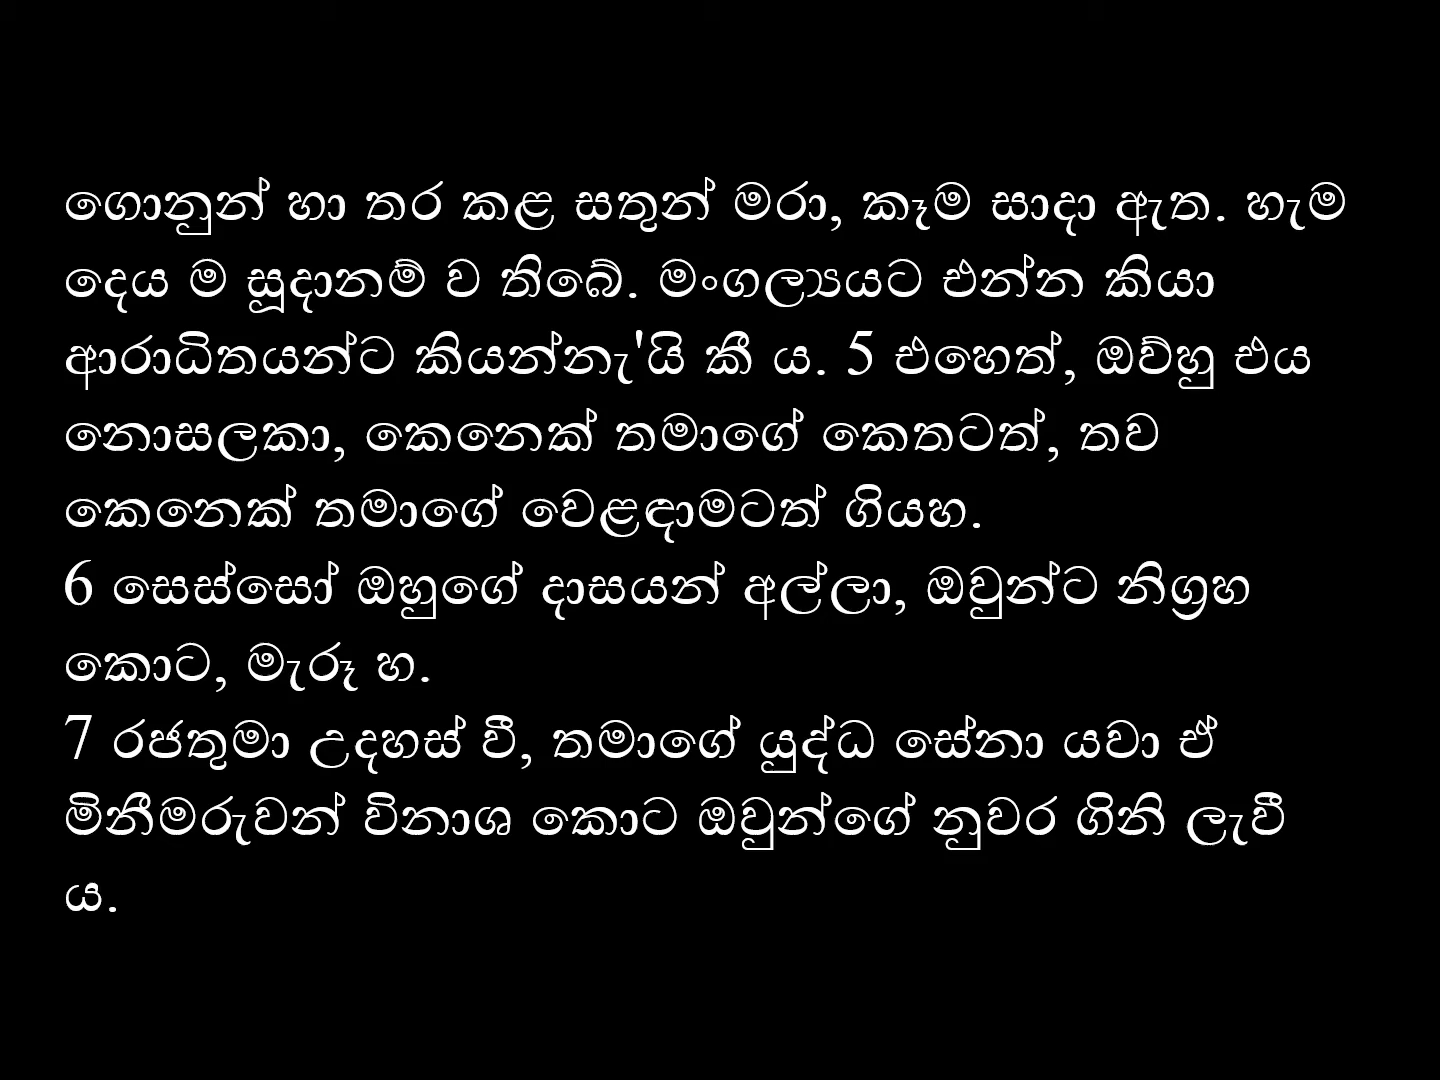 ගොනුන් හා තර කළ සතුන් මරා, කෑම සාදා ඇත. හැම
දෙය ම සූදානම් ව තිබේ. මංගල්‍යයට එන්න කියා
ආරාධිතයන්ට කියන්නැ'යි කී ය. 5 එහෙත්, ඔව්හු එය
නොසලකා, කෙනෙක් තමාගේ කෙතටත්, තව
කෙනෙක් තමාගේ වෙළඳාමටත් ගියහ.
6 සෙස්සෝ ඔහුගේ දාසයන් අල්ලා, ඔවුන්ට නිග්‍රහ
කොට, මැරූ හ.
7 රජතුමා උදහස් වී, තමාගේ යුද්ධ සේනා යවා ඒ
මිනීමරුවන් විනාශ කොට ඔවුන්ගේ නුවර ගිනි ලැවී
ය.